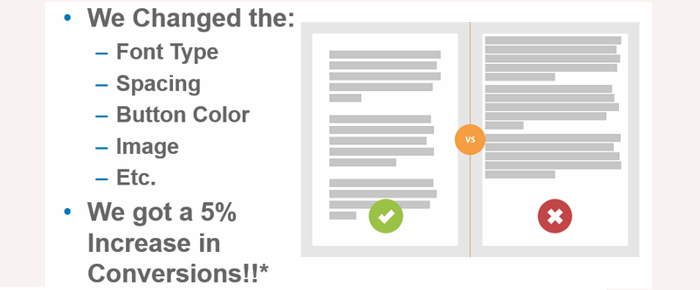 • We Changed the:
– Font Type
– Spacing
– Button Color
– Image
– Etc.
• We got a 5%
Increase in
Conversions!!*
VS